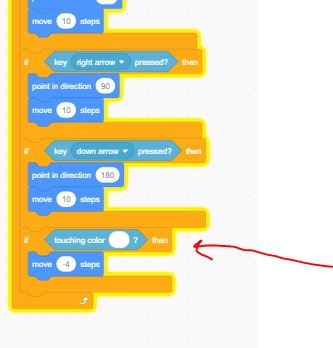 move 10 steps
if key right arrow pressed? then
point in direction 90
move 10 steps
if key down arrow pressed? then
point in direction 180
move 10 steps
if touching color ? then
move -4 steps